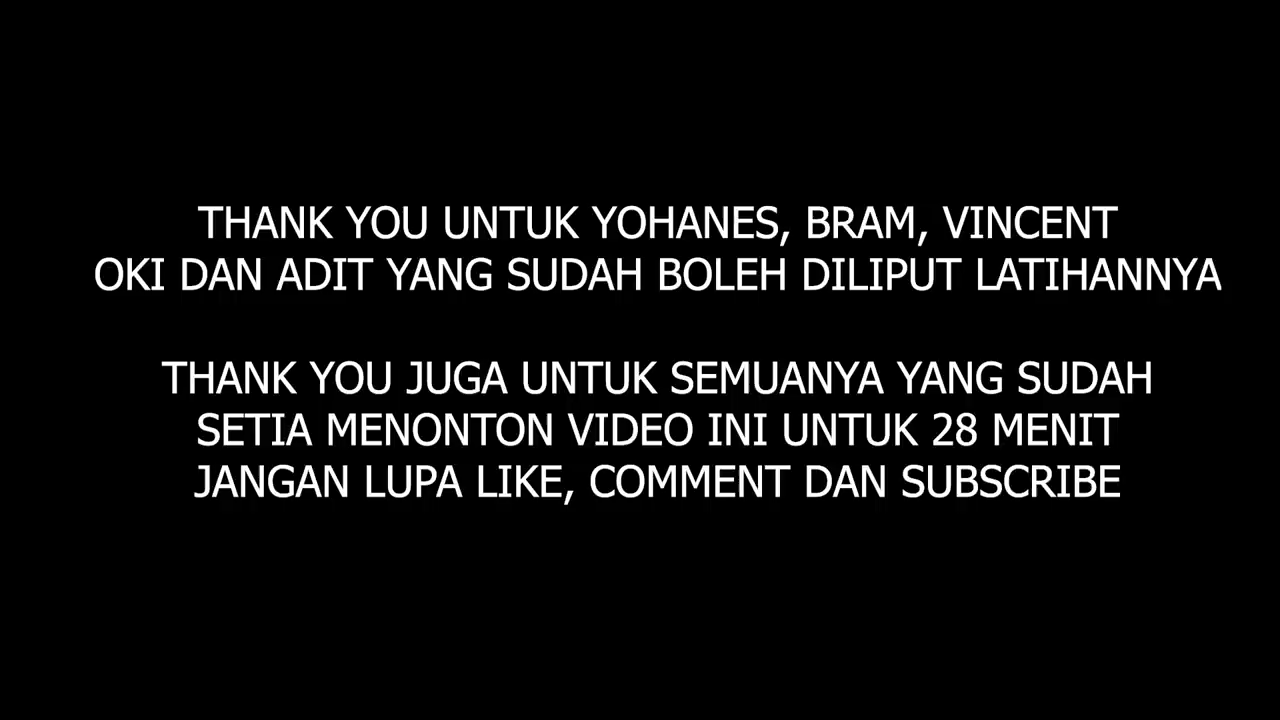 THANK YOU UNTUK YOHANES, BRAM, VINCENT
OKI DAN ADIT YANG SUDAH BOLEH DILIPUT LATIHANNYA
THANK YOU JUGA UNTUK SEMUANYA YANG SUDAH
SETIA MENONTON VIDEO INI UNTUK 28 MENIT
JANGAN LUPA LIKE, COMMENT DAN SUBSCRIBE